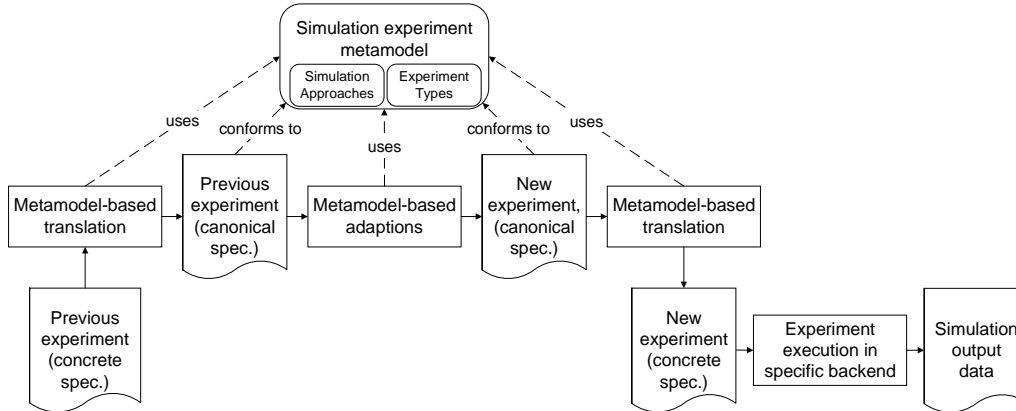 Simulation experiment
metamodel
Simulation
Approaches
Experiment
Types
uses
conforms to
uses
conforms to
uses
Metamodel-based
translation
Previous
experiment
(canonical
spec.)
Metamodel-based
adaptions
New
experiment,
(canonical
spec.)
Metamodel-based
translation
Previous
experiment
(concrete
spec.)
New
experiment
(concrete
spec.)
Experiment
execution in
specific backend
Simulation
output
data